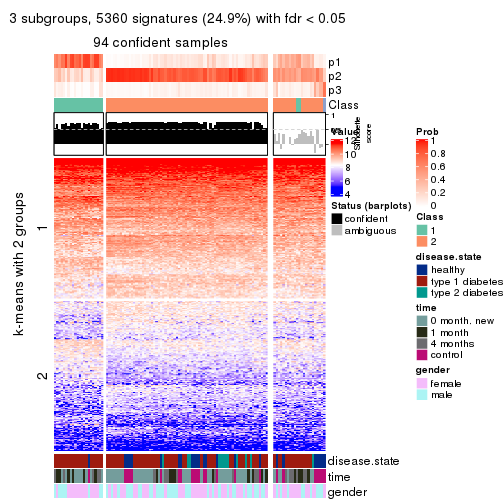 3 subgroups, 5360 signatures (24.9%) with fdr < 0.05
94 confident samples
p1
p2
p3
Class
1
0.5
0
Silhouette
score
Value
12
10
8
6
4
Status (barplots)
confident
ambiguous
Prob
1
0.8
0.6
0.4
0.2
0
Class
1
2
disease.state
healthy
type 1 diabetes
type 2 diabetes
time
0 month. new
1 month
4 months
control
gender
female
male
k-means with 2 groups
1
2
disease.state
time
gender